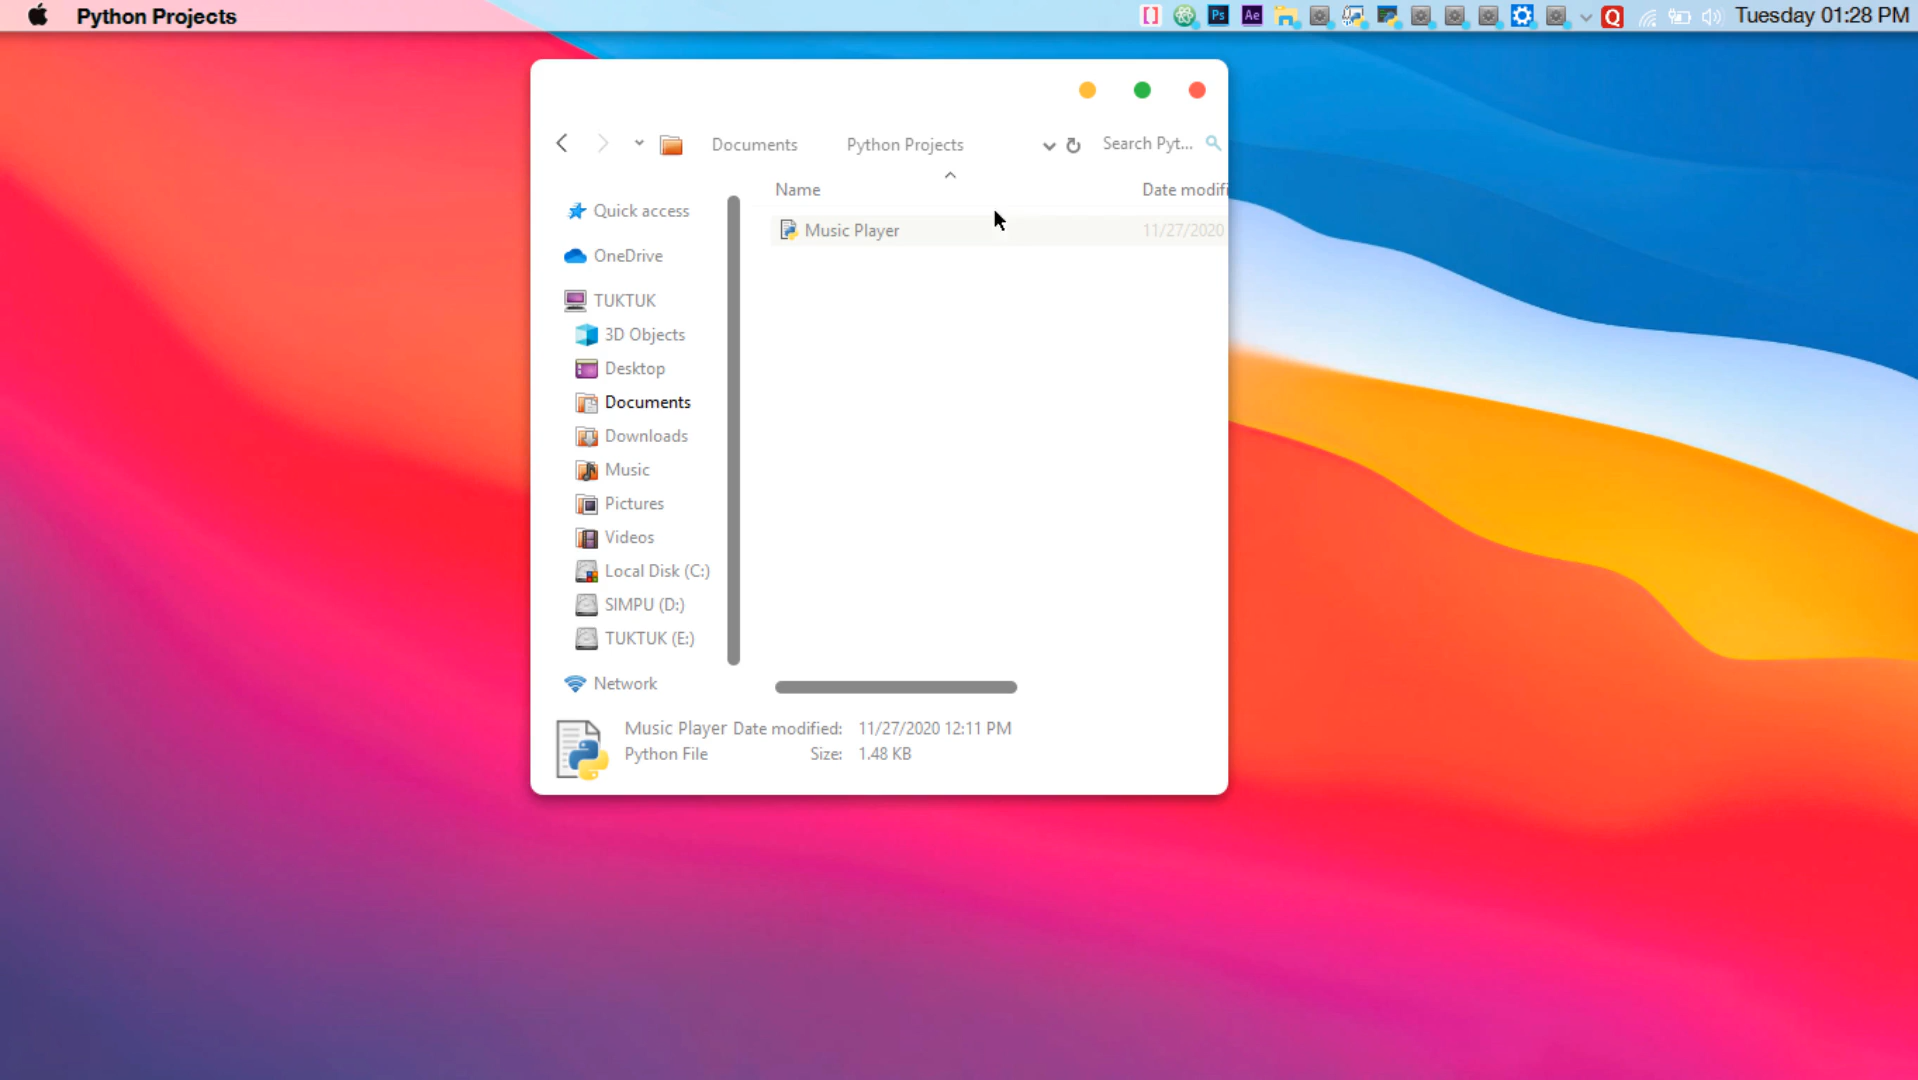 Python Projects
Ps Ae Q Tuesday 01:28 PM
Documents Python Projects Search Pyt...
Name Date modifi
Quick access
Music Player 11/27/2020
OneDrive
TUKTUK
3D Objects
Desktop
Documents
Downloads
Music
Pictures
Videos
Local Disk (C:)
SIMPU (D:)
TUKTUK (E:)
Network
Music Player Date modified: 11/27/2020 12:11 PM
Python File Size: 1.48 KB